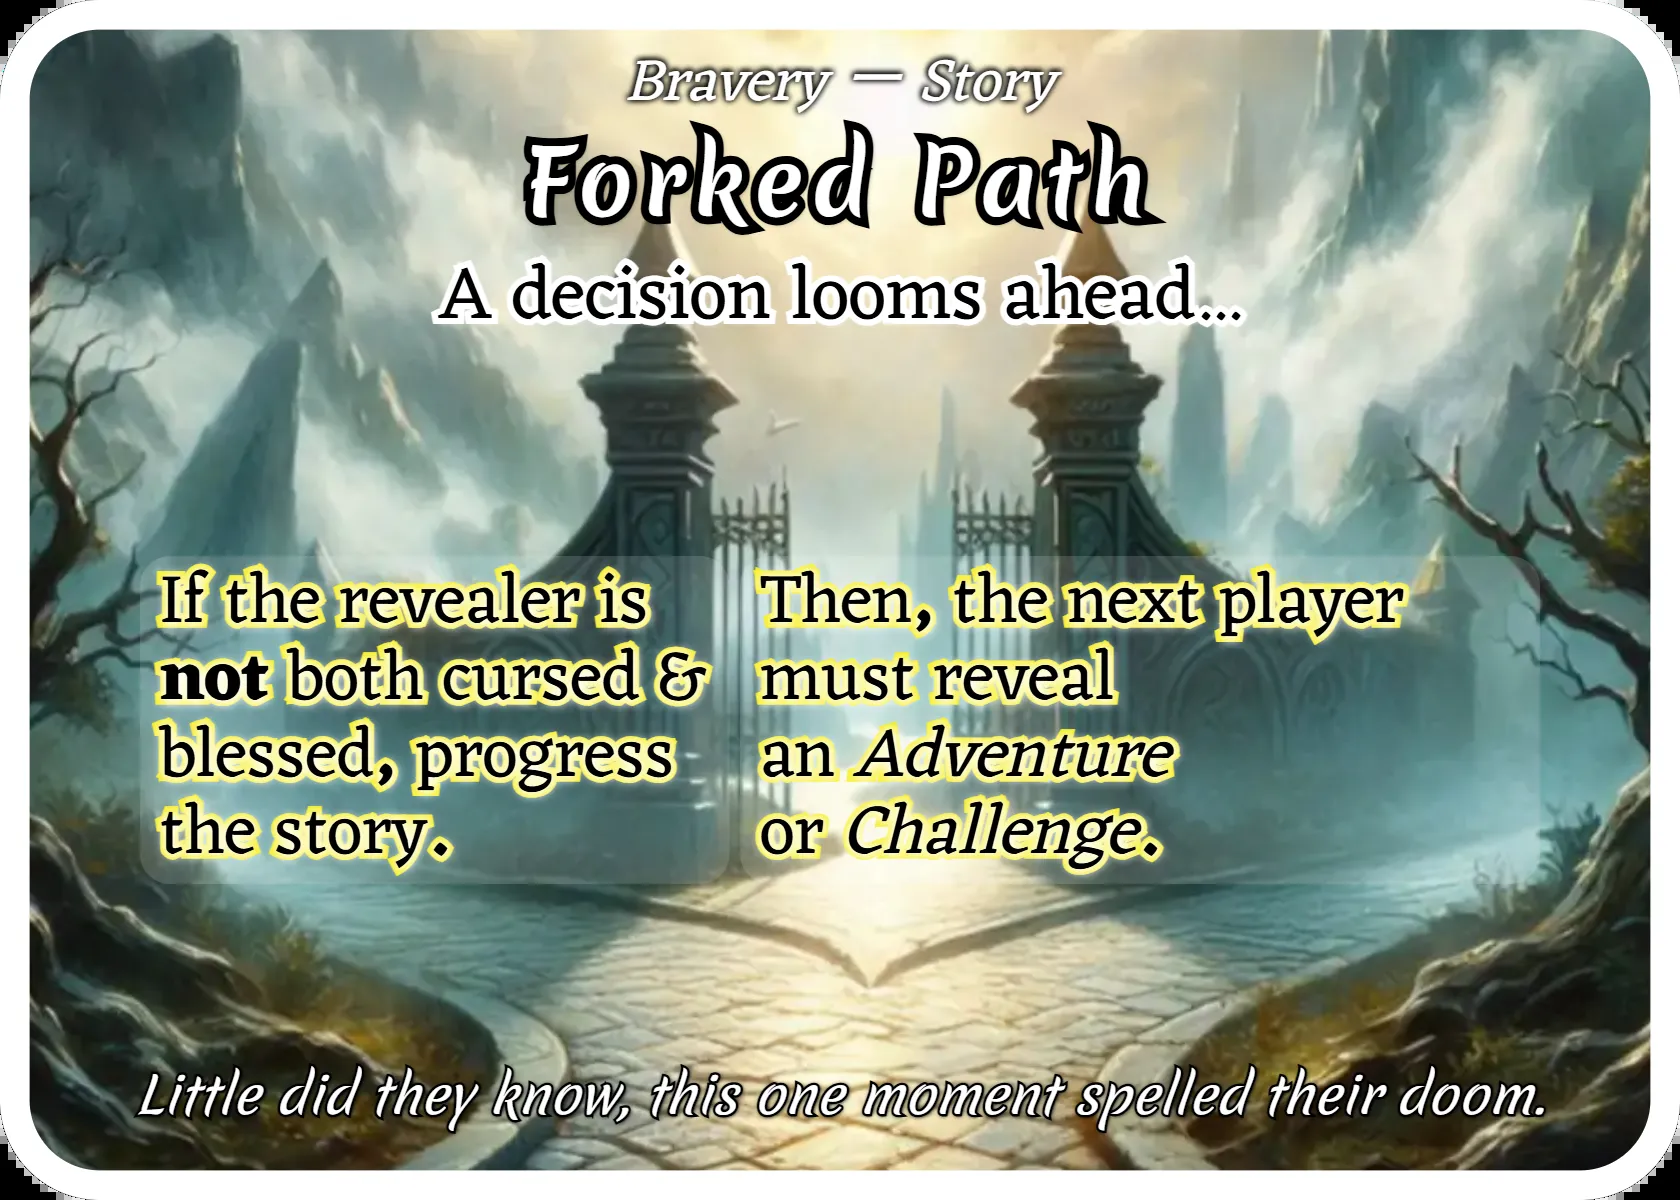 Bravery — Story
Forked Path
A decision looms ahead...
If the revealer is
not both cursed &
blessed, progress
the story.
Then, the next player
must reveal
an Adventure
or Challenge.
Little did they know, this one moment spelled their doom.